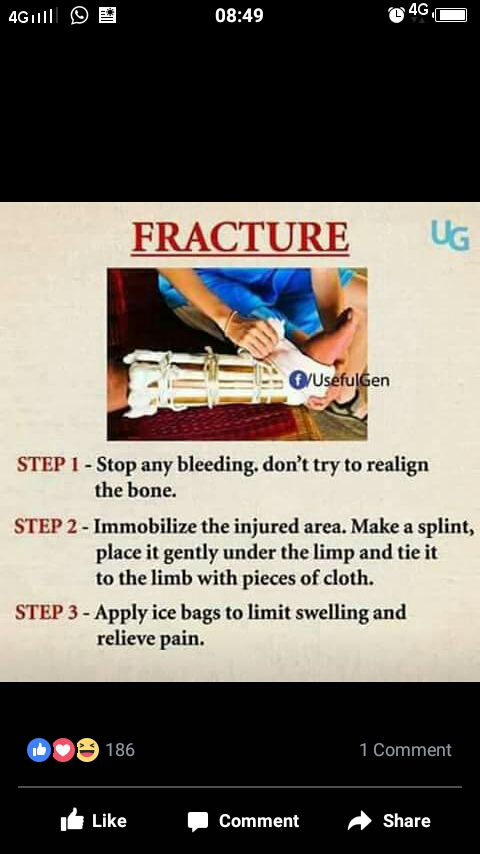 4G 08:49 4G
FRACTURE
UG
f/UsefulGen
STEP 1 - Stop any bleeding. don't try to realign
the bone.
STEP 2 - Immobilize the injured area. Make a splint,
place it gently under the limp and tie it
to the limb with pieces of cloth.
STEP 3 - Apply ice bags to limit swelling and
relieve pain.
186 1 Comment
Like Comment Share